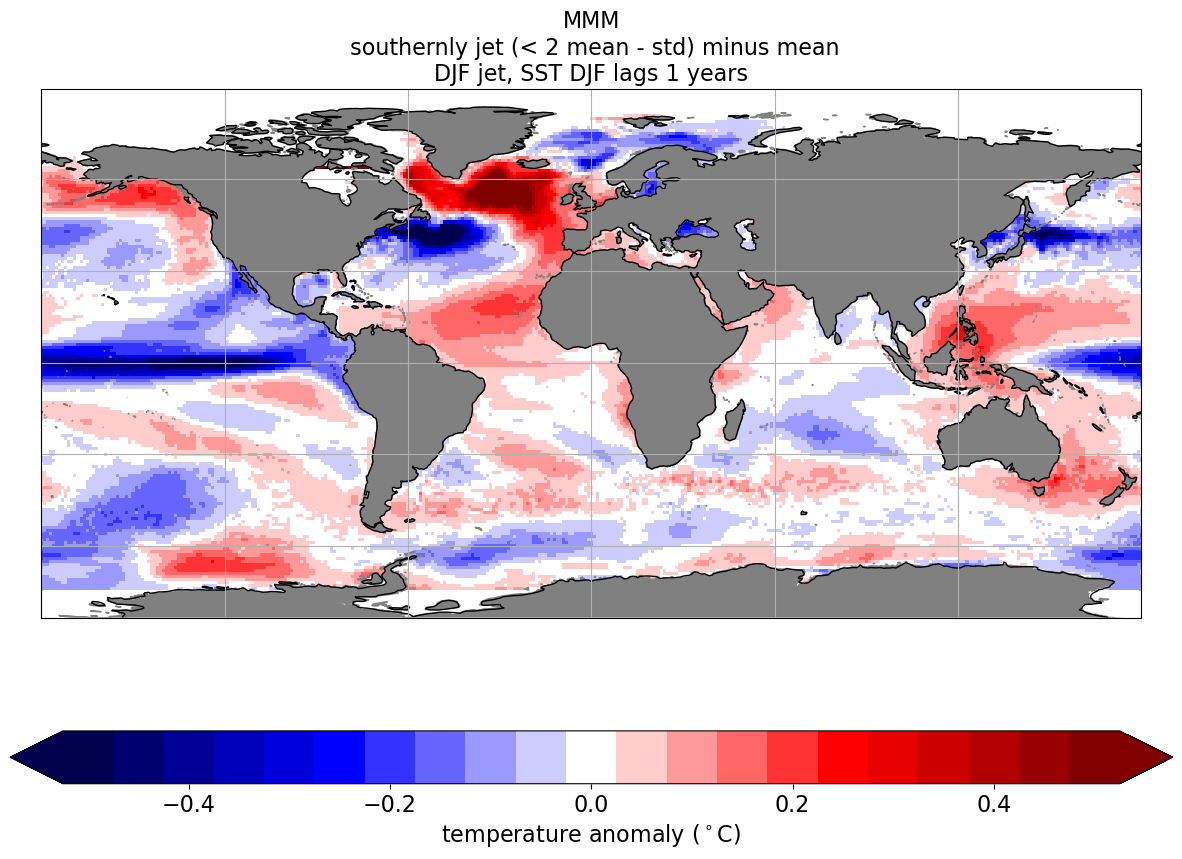 MMM
southernly jet (< 2 mean - std) minus mean
DJF jet, SST DJF lags 1 years
−0.4 −0.2 0.0 0.2 0.4
temperature anomaly (°C)